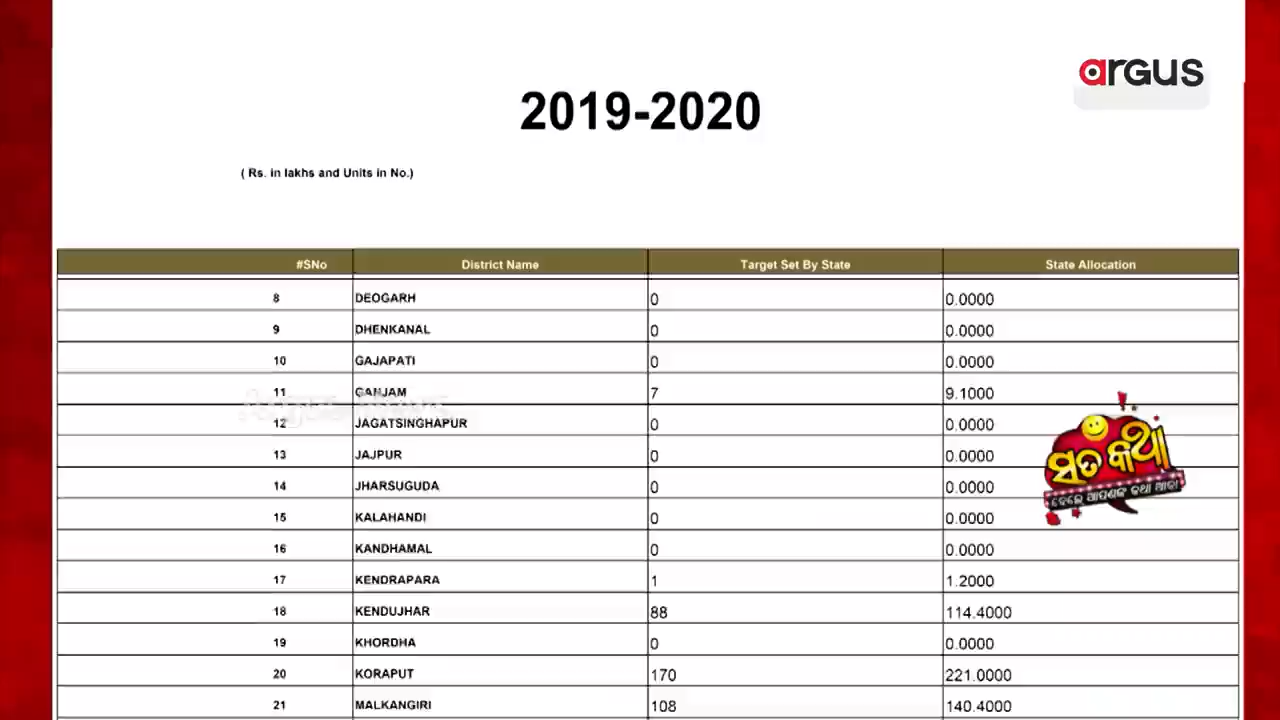 argus
2019-2020
( Rs. in lakhs and Units in No.)
#SNo District Name Target Set By State State Allocation
8 DEOGARH 0 0.0000
9 DHENKANAL 0 0.0000
10 GAJAPATI 0 0.0000
11 GANJAM 7 9.1000
12 JAGATSINGHAPUR 0 0.0000
13 JAJPUR 0 0.0000
14 JHARSUGUDA 0 0.0000
15 KALAHANDI 0 0.0000
16 KANDHAMAL 0 0.0000
17 KENDRAPARA 1 1.2000
18 KENDUJHAR 88 114.4000
19 KHORDHA 0 0.0000
20 KORAPUT 170 221.0000
21 MALKANGIRI 108 140.4000
ସତ କଥା